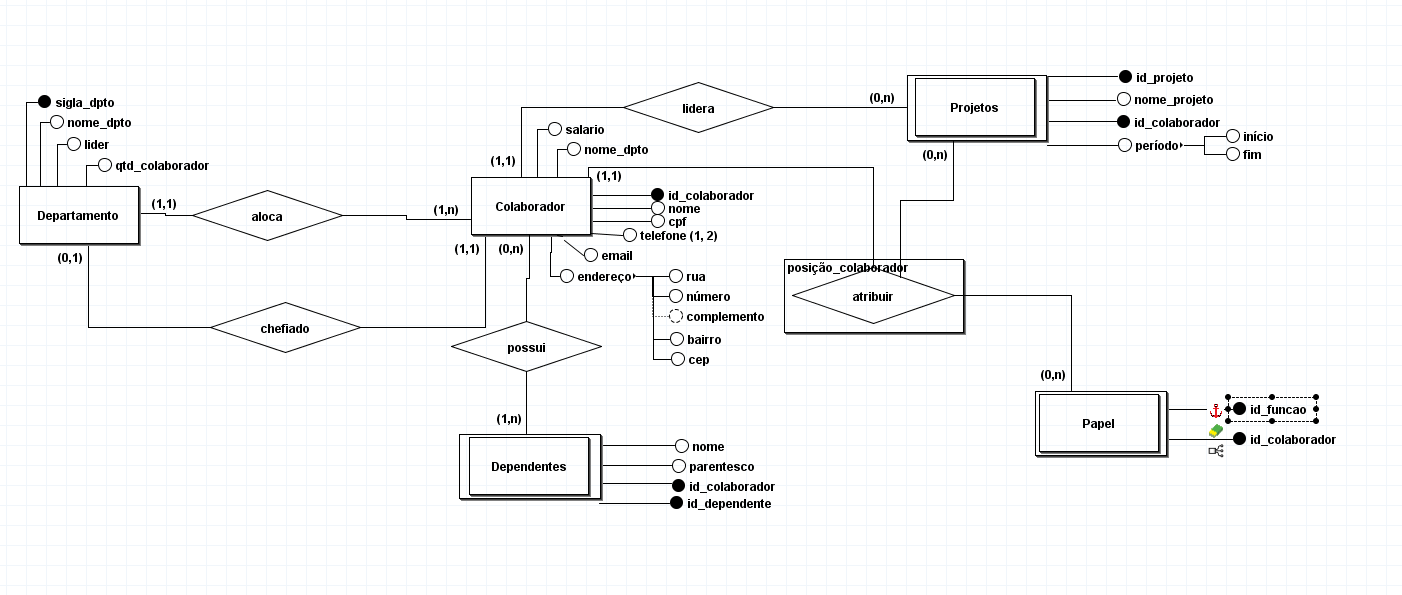 sigla_dpto
nome_dpto
lider
qtd_colaborador
Departamento
(1,1)
(0,1)
aloca
(1,n)
chefiado
(1,1)
(0,n)
salario
nome_dpto
(1,1)
(1,1)
Colaborador
id_colaborador
nome
cpf
telefone (1, 2)
email
endereço
rua
número
complemento
bairro
cep
lidera
(0,n)
Projetos
(0,n)
id_projeto
nome_projeto
id_colaborador
período
início
fim
posição_colaborador
atribuir
(0,n)
Papel
id_funcao
id_colaborador
possui
(1,n)
Dependentes
nome
parentesco
id_colaborador
id_dependente